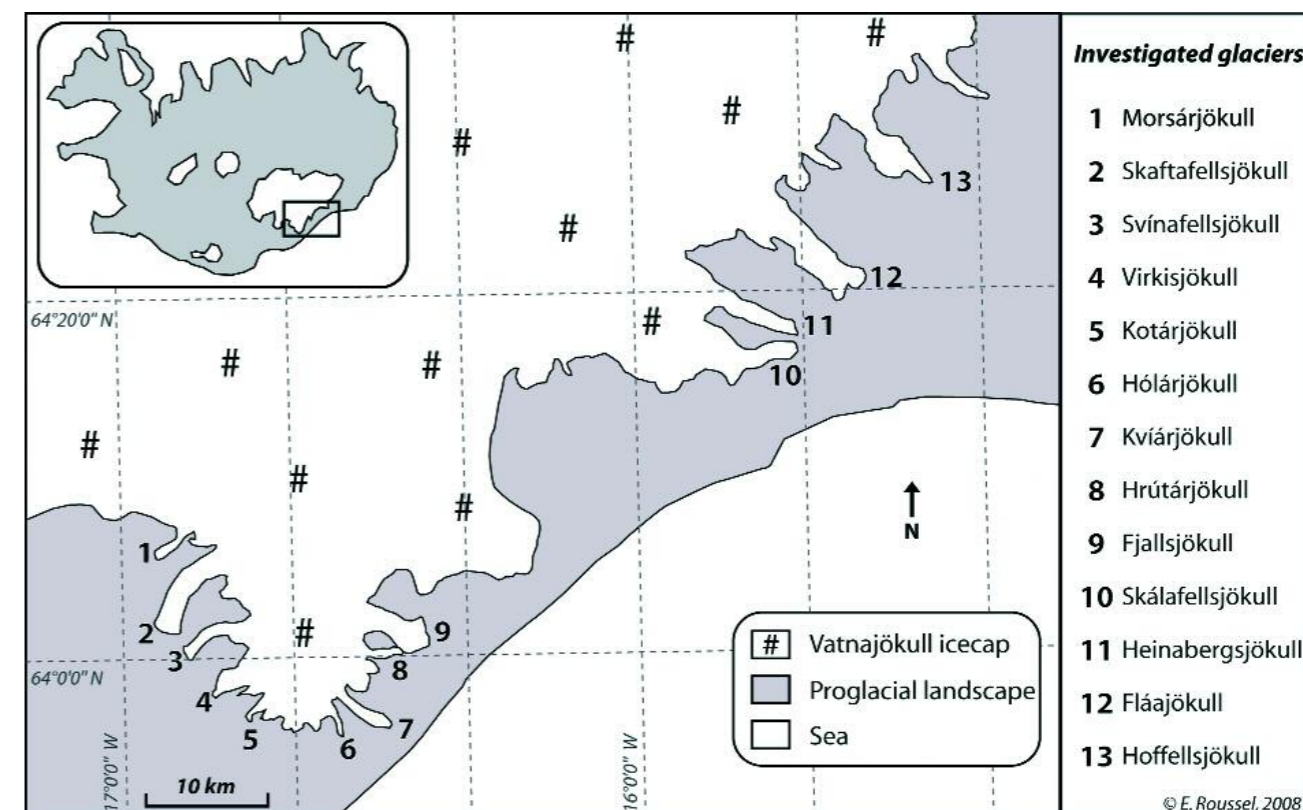 #
#
#
#
#
13
12
64°20'0" N
#
11
#
#
10
#
#
#
N
1
2
#
9
3
8
64°0'0" N
4
7
5
6
17°0'0" W
16°0'0" W
10 km
# Vatnajökull icecap
Proglacial landscape
Sea
Investigated glaciers
1 Morsárjökull
2 Skaftafellsjökull
3 Svínafellsjökull
4 Virkisjökull
5 Kotárjökull
6 Hólárjökull
7 Kvíárjökull
8 Hrútárjökull
9 Fjallsjökull
10 Skálafellsjökull
11 Heinabergsjökull
12 Fláajökull
13 Hoffellsjökull
© E. Roussel, 2008